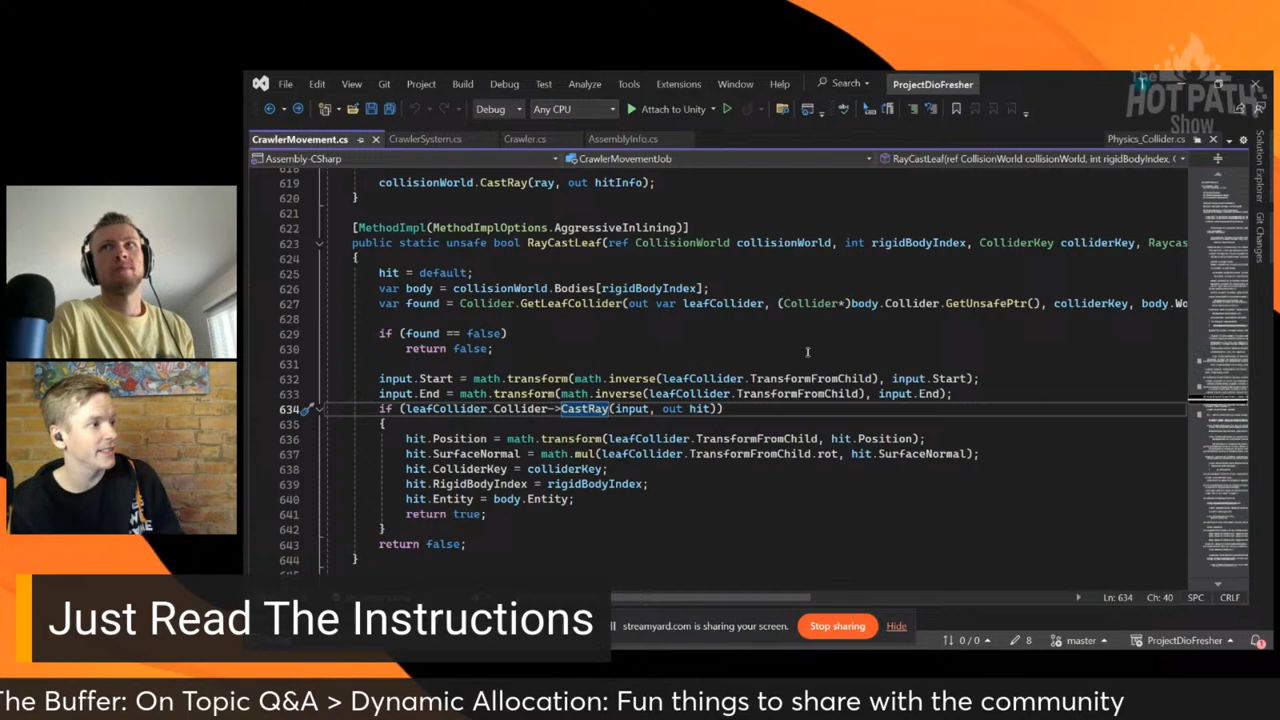 The
HOT PATH
Show
File Edit View Git Project Build Debug Test Analyze Tools Extensions Window Help Search ProjectDioFresher
Debug Any CPU Attach to Unity
CrawlerMovement.cs CrawlerSystem.cs Crawler.cs AssemblyInfo.cs Physics_Collider.cs
Assembly-CSharp CrawlerMovementJob RayCastLeaf(ref CollisionWorld collisionWorld, int rigidBodyIndex, C
618
619 collisionWorld.CastRay(ray, out hitInfo);
620 }
621
622 [MethodImpl(MethodImplOptions.AggressiveInlining)]
623 public static unsafe bool RayCastLeaf(ref CollisionWorld collisionWorld, int rigidBodyIndex, ColliderKey colliderKey, Raycas
624 {
625 hit = default;
626 var body = collisionWorld.Bodies[rigidBodyIndex];
627 var found = Collider.GetLeafCollider(out var leafCollider, (Collider*)body.Collider.GetUnsafePtr(), colliderKey, body.Wo
628
629 if (found == false)
630 return false;
631
632 input.Start = math.transform(math.inverse(leafCollider.TransformFromChild), input.Start);
633 input.End = math.transform(math.inverse(leafCollider.TransformFromChild), input.End);
634 if (leafCollider.Collider->CastRay(input, out hit))
635 {
636 hit.Position = math.transform(leafCollider.TransformFromChild, hit.Position);
637 hit.SurfaceNormal = math.mul(leafCollider.TransformFromChild.rot, hit.SurfaceNormal);
638 hit.ColliderKey = colliderKey;
639 hit.RigidBodyIndex = rigidBodyIndex;
640 hit.Entity = body.Entity;
641 return true;
642 }
643 return false;
644 }
Solution Explorer
Git Changes
Ln: 634 Ch: 40 SPC CRLF
streamyard.com is sharing your screen. Stop sharing Hide
0 / 0 8 master ProjectDioFresher 1
Just Read The Instructions
The Buffer: On Topic Q&A > Dynamic Allocation: Fun things to share with the community